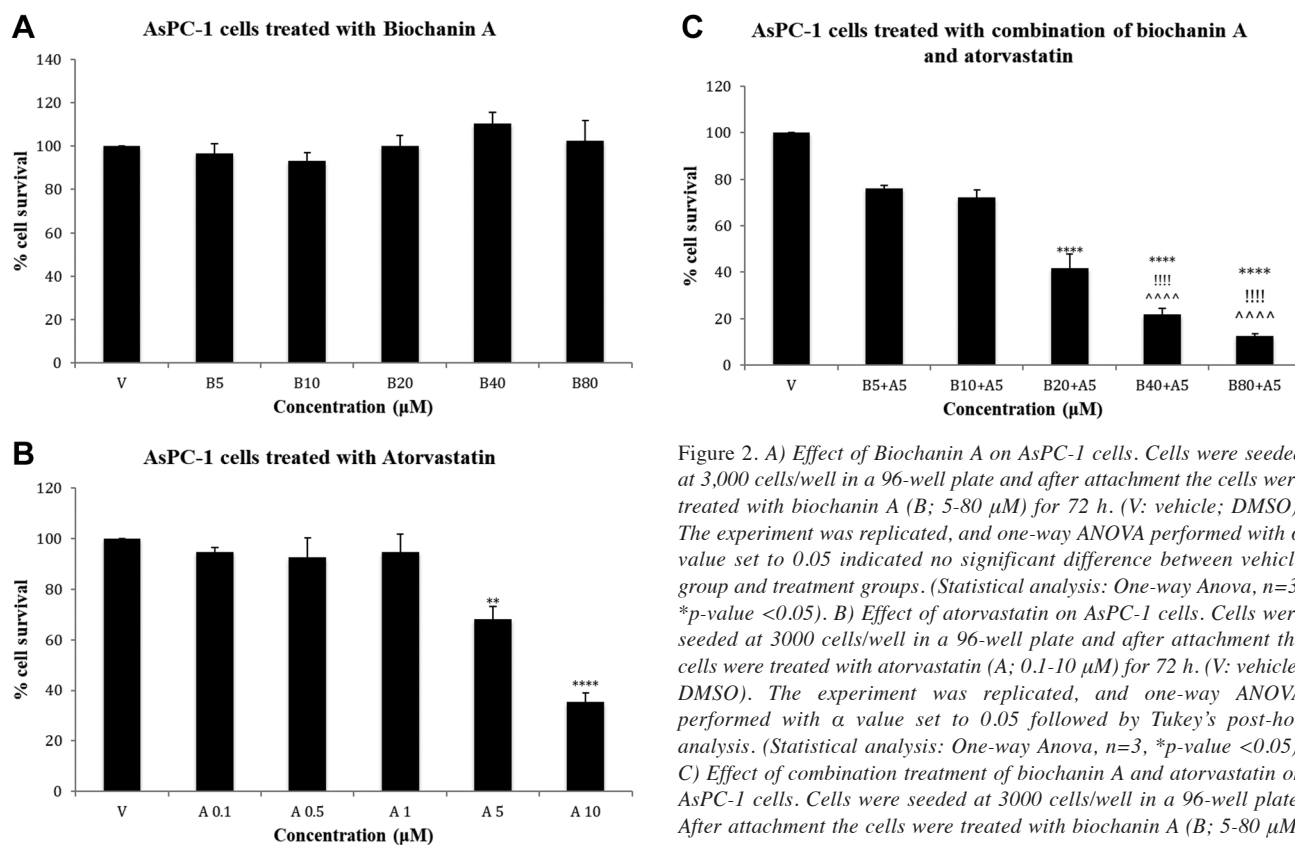 A
AsPC-1 cells treated with Biochanin A
140
120
100
80
60
40
20
0
% cell survival
V B5 B10 B20 B40 B80
Concentration (µM)
B
AsPC-1 cells treated with Atorvastatin
120
100
80
60
40
20
0
% cell survival
**
****
V A 0.1 A 0.5 A 1 A 5 A 10
Concentration (µM)
C
AsPC-1 cells treated with combination of biochanin A
and atorvastatin
120
100
80
60
40
20
0
% cell survival
****
****
!!!!
^^^^
****
!!!!
^^^^
V B5+A5 B10+A5 B20+A5 B40+A5 B80+A5
Concentration (µM)
Figure 2. A) Effect of Biochanin A on AsPC-1 cells. Cells were seeded
at 3,000 cells/well in a 96-well plate and after attachment the cells were
treated with biochanin A (B; 5-80 µM) for 72 h. (V: vehicle; DMSO)
The experiment was replicated, and one-way ANOVA performed with
value set to 0.05 indicated no significant difference between
group and treatment groups. (Statistical analysis: One-way Anova, n=3
*p-value <0.05). B) Effect of atorvastatin on AsPC-1 cells. Cells
seeded at 3000 cells/well in a 96-well plate and after attachment
cells were treated with atorvastatin (A; 0.1-10 µM) for 72 h. (V: vehicle
DMSO). The experiment was replicated, and one-way ANOVA
performed with α value set to 0.05 followed by Tukey's
analysis. (Statistical analysis: One-way Anova, n=3, *p-value <0.05)
C) Effect of combination treatment of biochanin A and atorvastatin
AsPC-1 cells. Cells were seeded at 3000 cells/well in a 96-well plate
After attachment the cells were treated with biochanin A (B; 5-80 µM